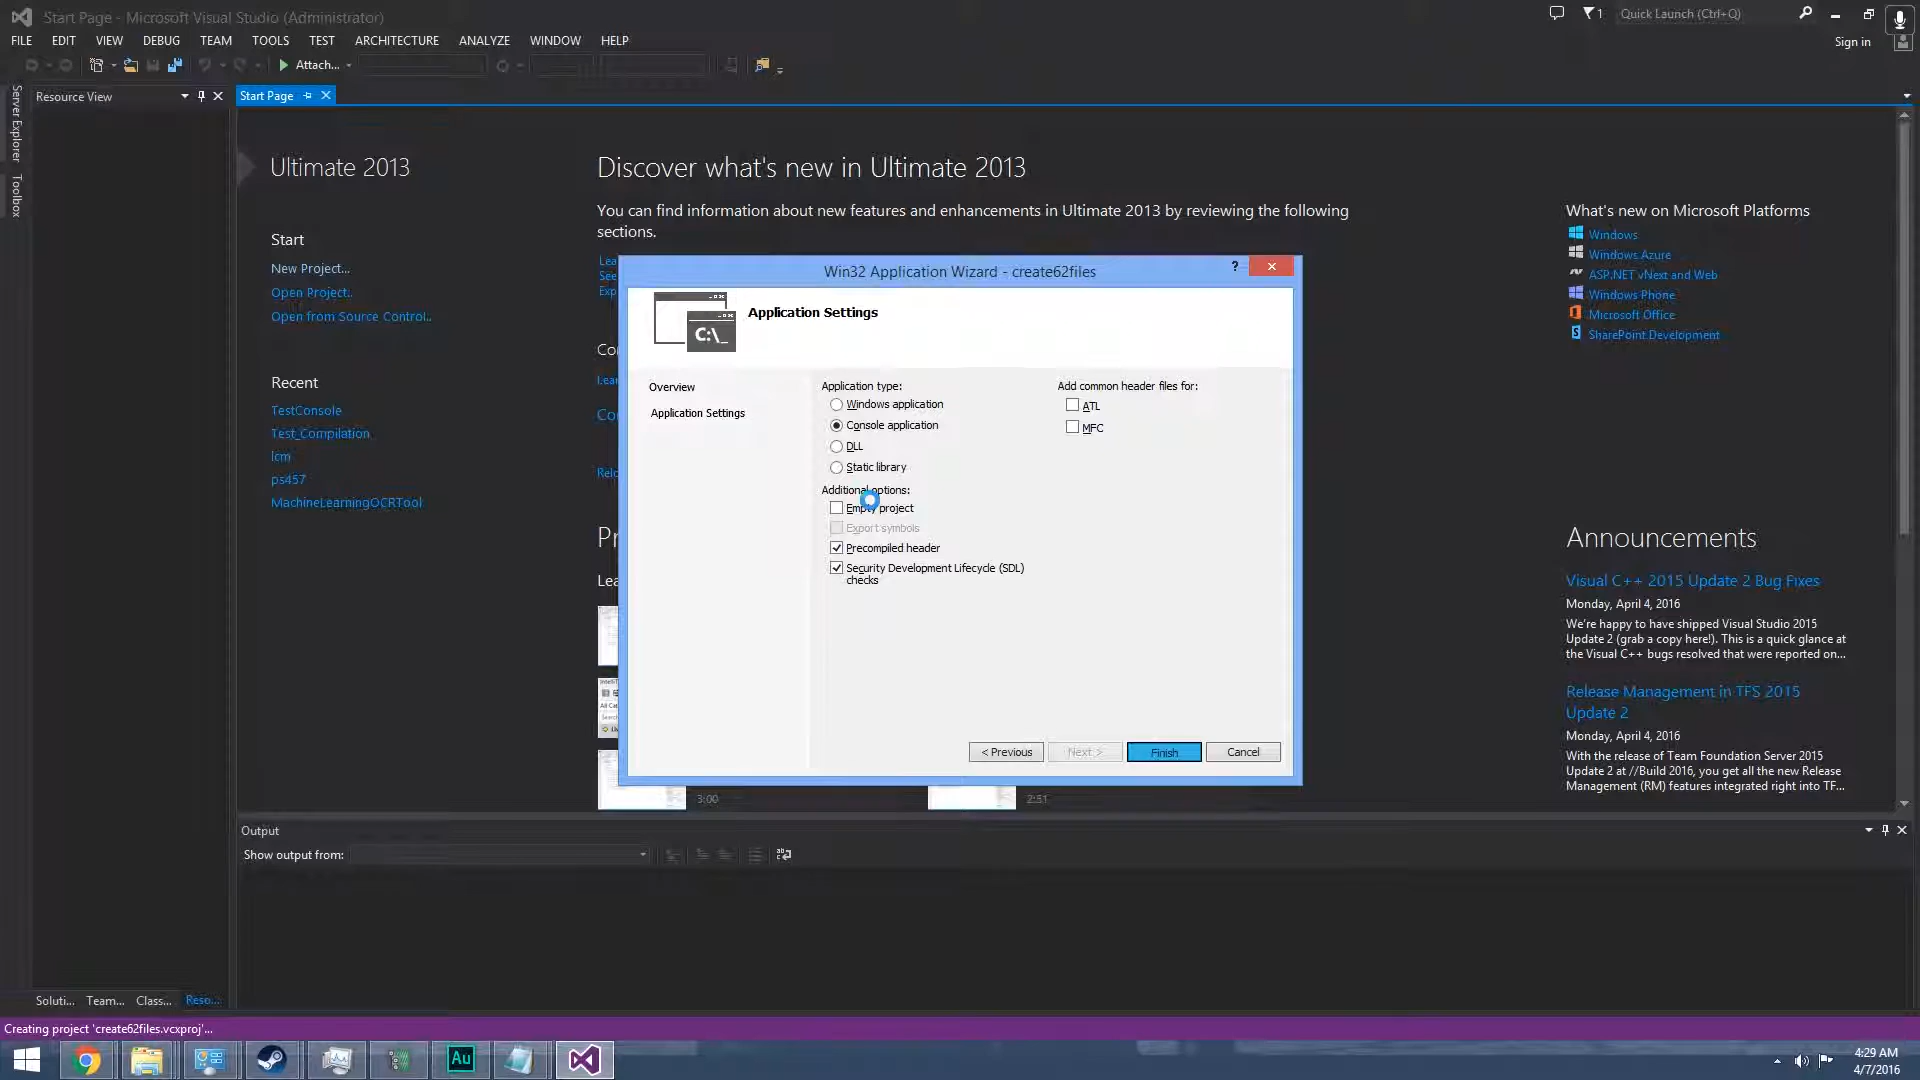 Start Page - Microsoft Visual Studio (Administrator)
1
Quick Launch (Ctrl+Q)
FILE EDIT VIEW DEBUG TEAM TOOLS TEST ARCHITECTURE ANALYZE WINDOW HELP
Sign in
Attach...
Server Explorer
Toolbox
Resource View
Start Page
Ultimate 2013
Start
New Project...
Open Project...
Open from Source Control...
Recent
TestConsole
Test_Compilation
lcm
ps457
MachineLearningOCRTool
Discover what's new in Ultimate 2013
You can find information about new features and enhancements in Ultimate 2013 by reviewing the following
sections.
Lea
See
Exp
Co
Lear
Co
Relo
Pr
Lea
3:00
2:51
What's new on Microsoft Platforms
Windows
Windows Azure
ASP.NET vNext and Web
Windows Phone
Microsoft Office
SharePoint Development
Announcements
Visual C++ 2015 Update 2 Bug Fixes
Monday, April 4, 2016
We're happy to have shipped Visual Studio 2015
Update 2 (grab a copy here!). This is a quick glance at
the Visual C++ bugs resolved that were reported on...
Release Management in TFS 2015
Update 2
Monday, April 4, 2016
With the release of Team Foundation Server 2015
Update 2 at //Build 2016, you get all the new Release
Management (RM) features integrated right into TF...
Win32 Application Wizard - create62files
?
C:\_
Application Settings
Overview
Application Settings
Application type:
Windows application
Console application
DLL
Static library
Additional options:
Empty project
Export symbols
Precompiled header
Security Development Lifecycle (SDL)
checks
Add common header files for:
ATL
MFC
< Previous
Next >
Finish
Cancel
Output
Show output from:
Soluti... Team... Class... Reso...
Creating project 'create62files.vcxproj'...
Au
4:29 AM
4/7/2016